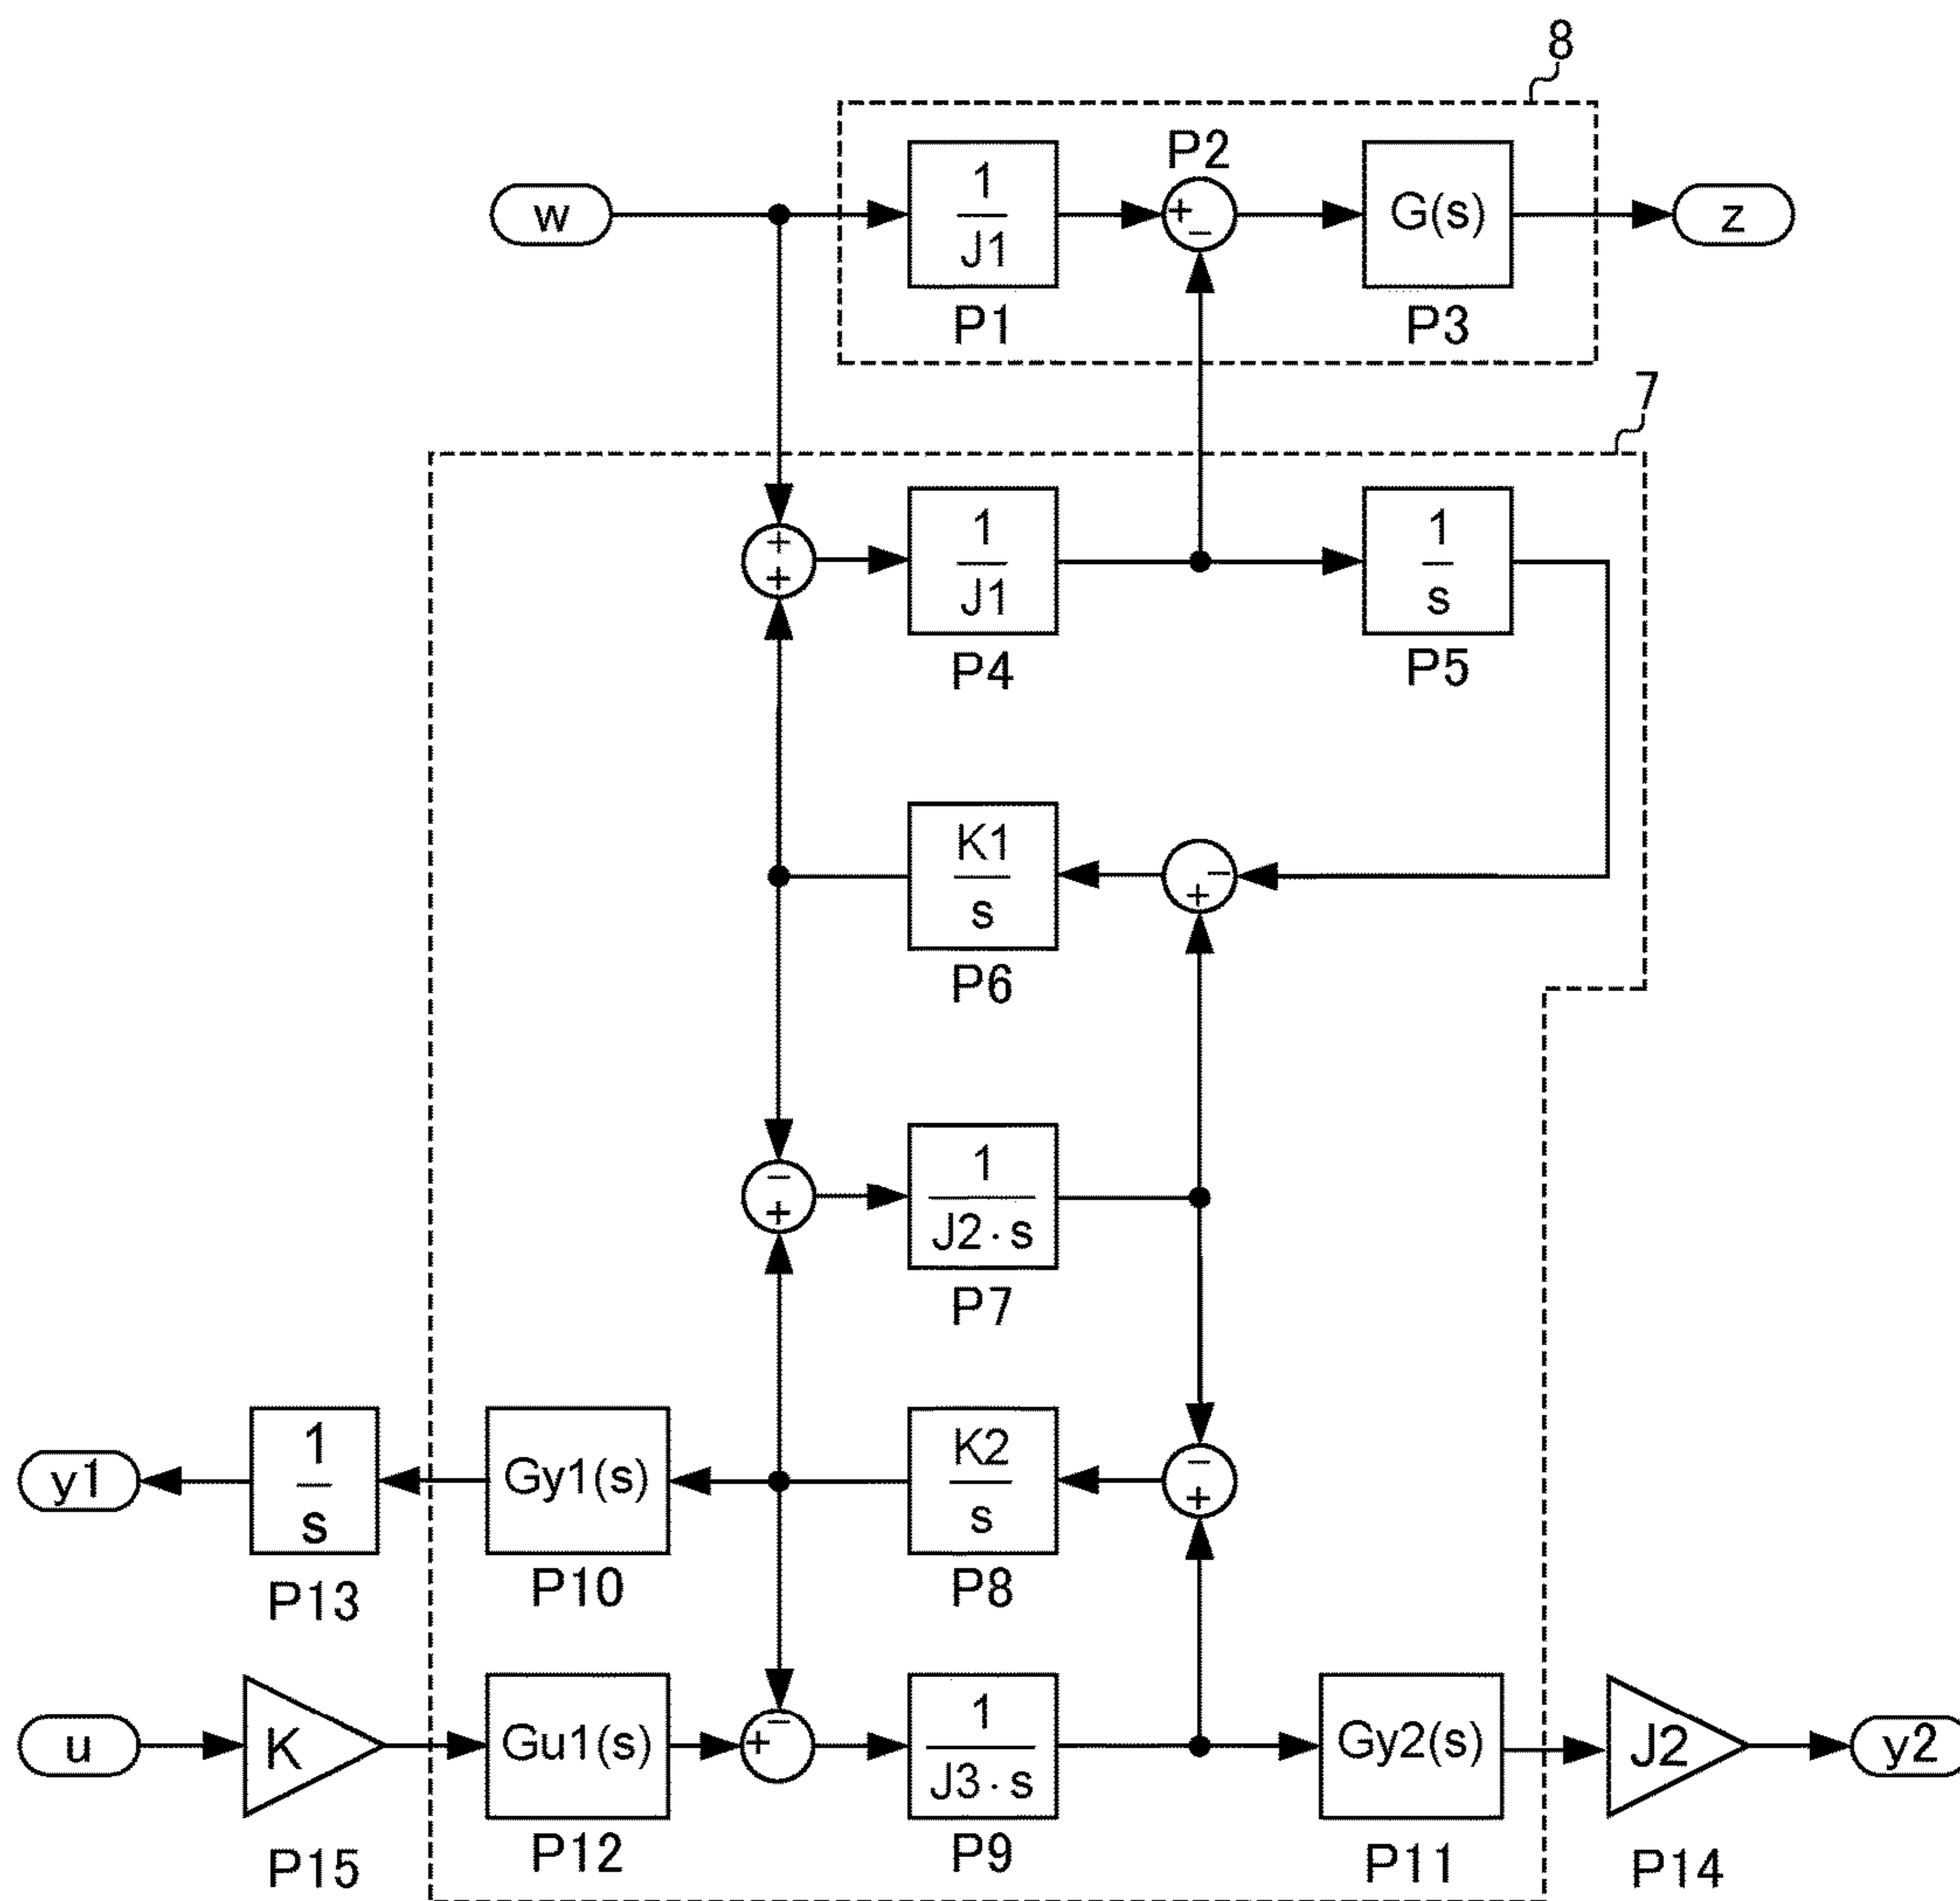 8
P2
w
1
J1
+
−
G(s)
z
P1
P3
7
+
+
1
J1
1
s
P4
P5
K1
s
−
+
P6
−
+
1
J2·s
P7
y1
1
s
Gy1(s)
K2
s
−
+
P13
P10
P8
u
K
Gu1(s)
−
+
1
J3·s
Gy2(s)
J2
y2
P15
P12
P9
P11
P14